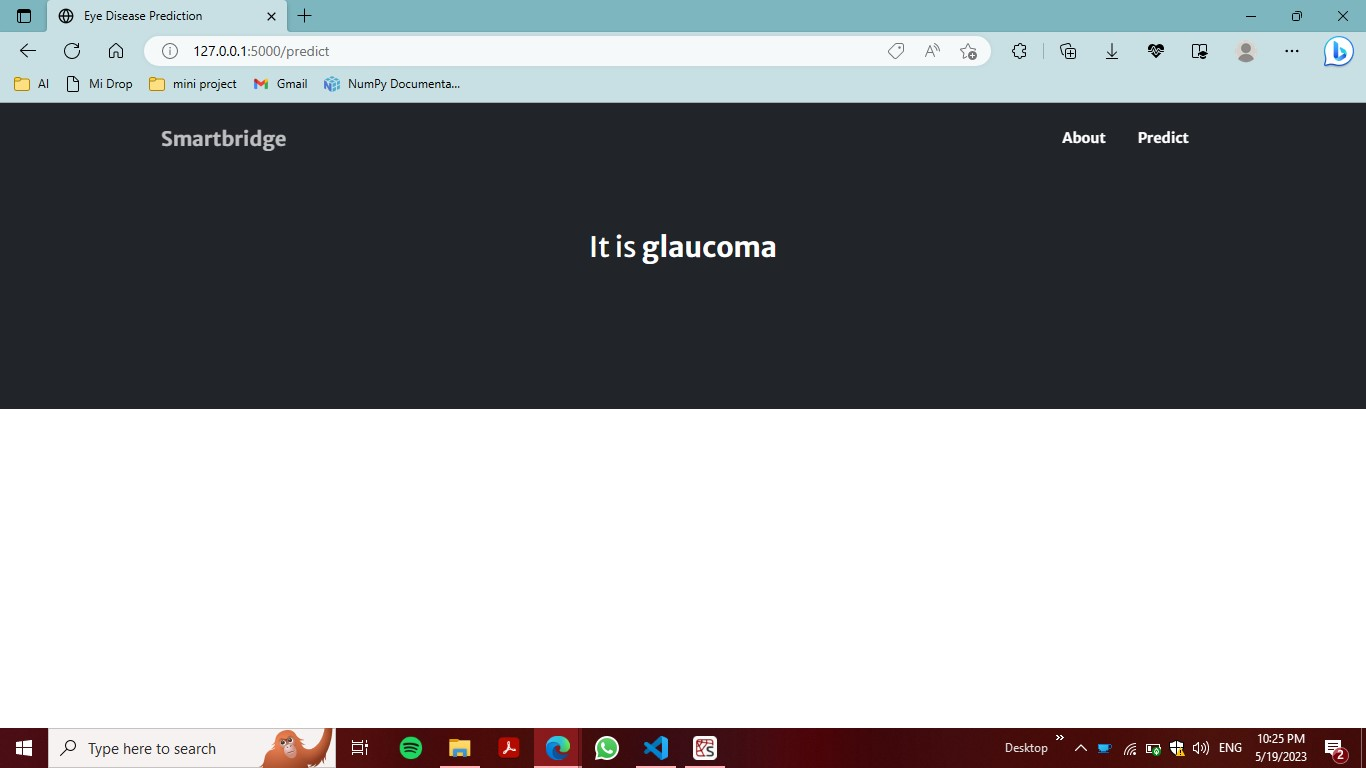 Eye Disease Prediction
127.0.0.1:5000/predict
AI
Mi Drop
mini project
Gmail
NumPy Documenta...
Smartbridge
About
Predict
It is glaucoma
Type here to search
Desktop
ENG
10:25 PM
5/19/2023
2